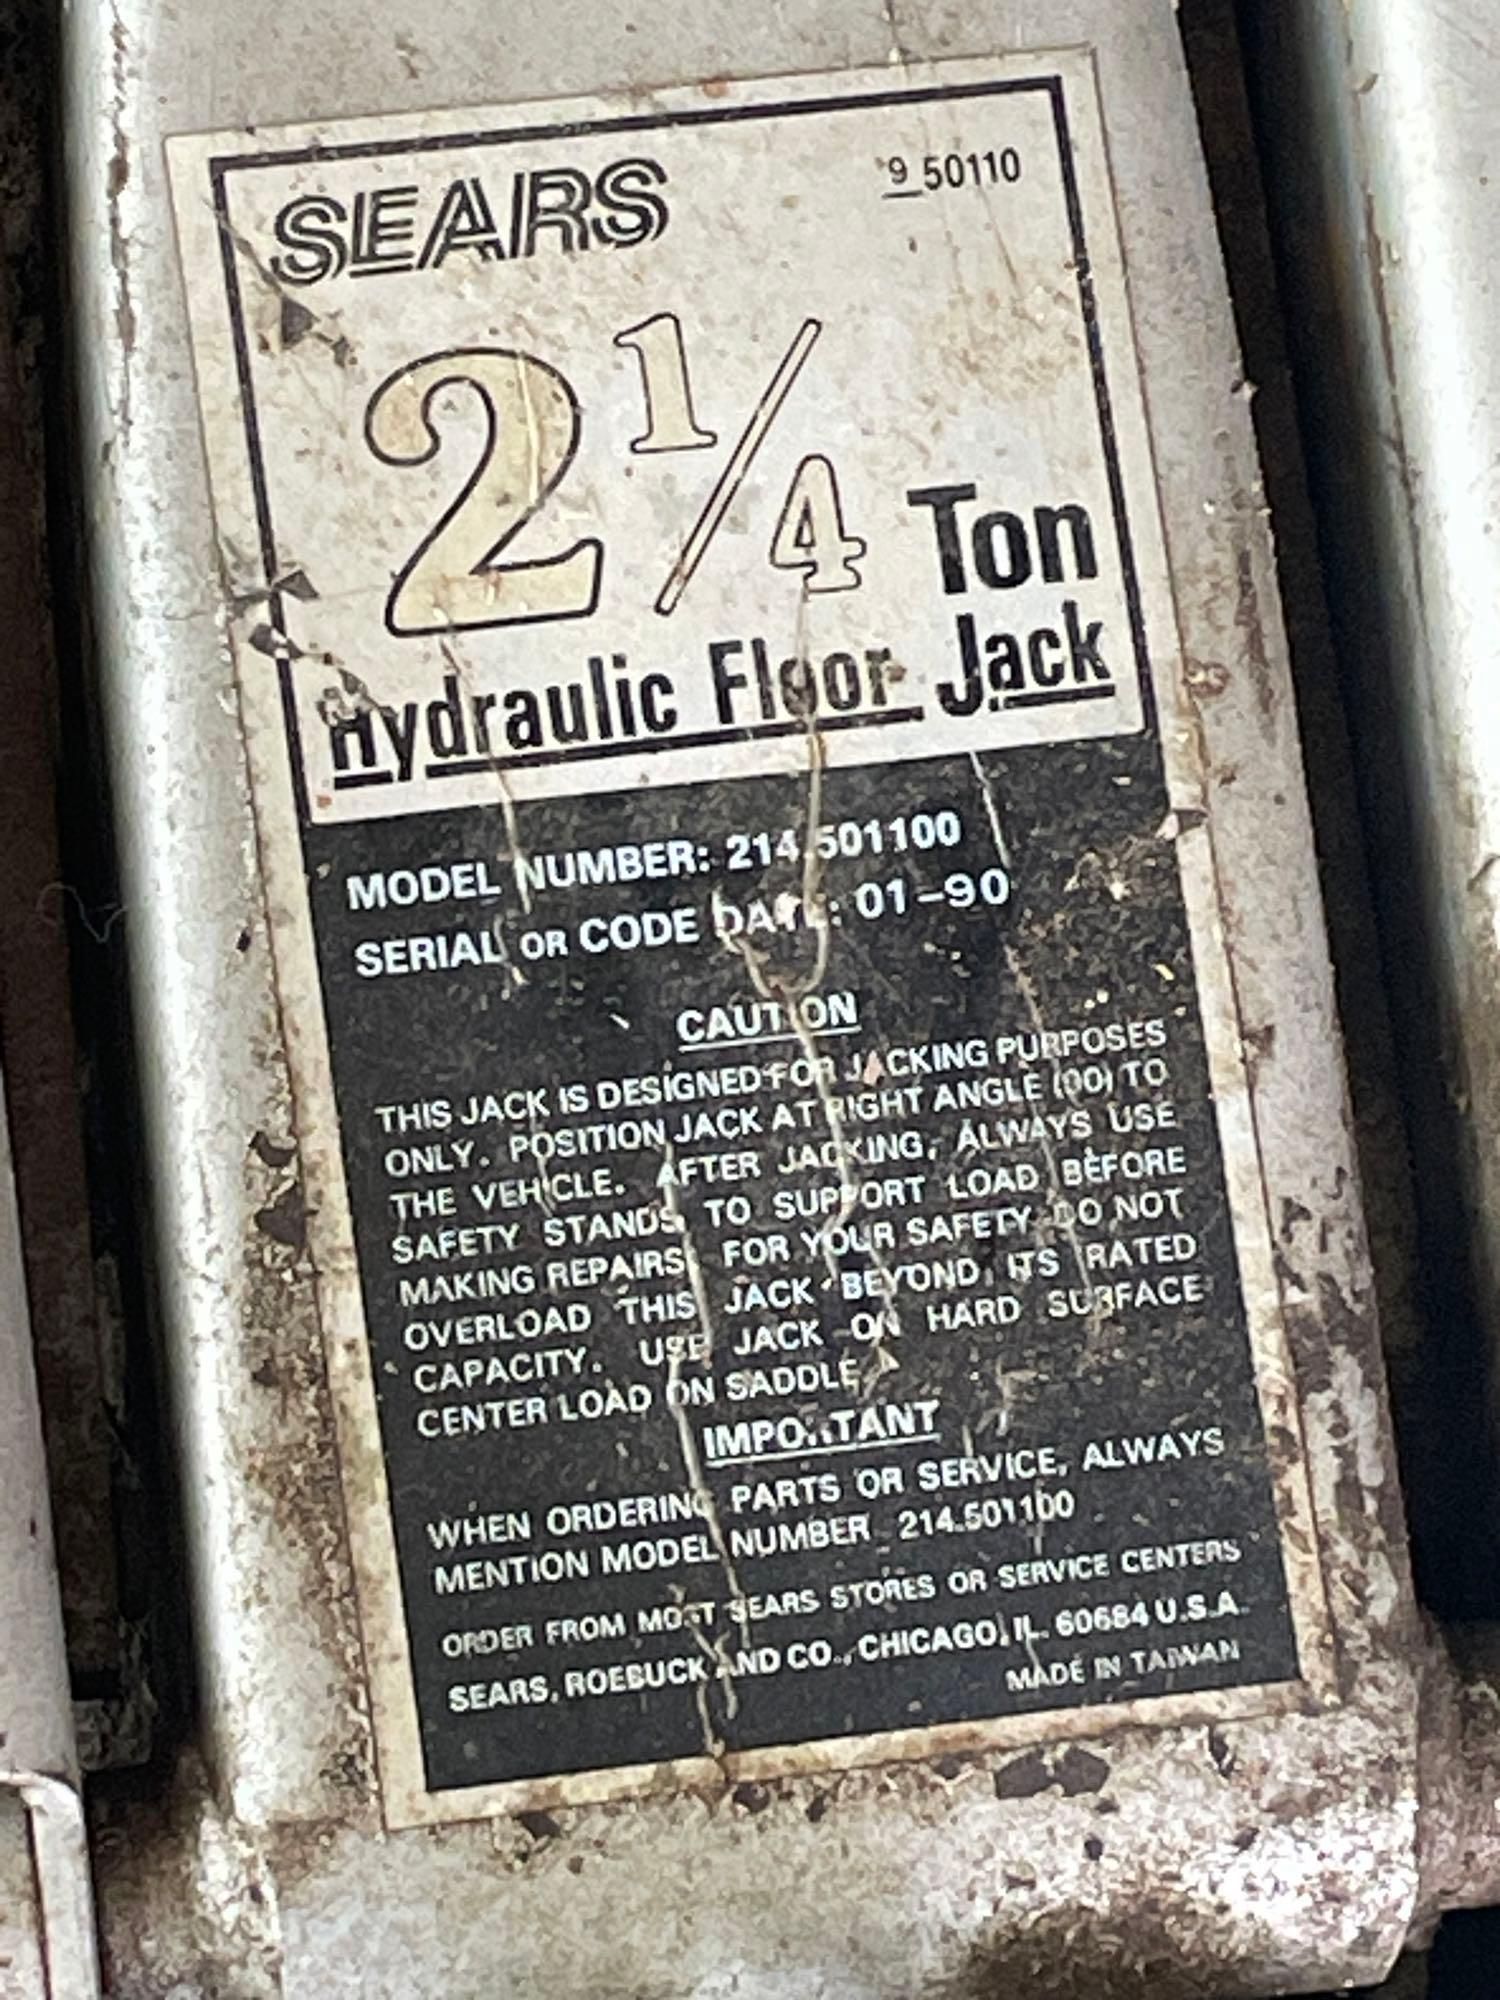 SEARS
9 50110
2 1/4 Ton
Hydraulic Floor Jack
MODEL NUMBER: 214.501100
SERIAL OR CODE DATE: 01-90
CAUTION
THIS JACK IS DESIGNED FOR JACKING PURPOSES
ONLY. POSITION JACK AT RIGHT ANGLE (90) TO
THE VEHICLE. AFTER JACKING, ALWAYS USE
SAFETY STANDS TO SUPPORT LOAD BEFORE
MAKING REPAIRS. FOR YOUR SAFETY DO NOT
OVERLOAD THIS JACK BEYOND ITS RATED
CAPACITY. USE JACK ON HARD SURFACE
CENTER LOAD ON SADDLE
IMPORTANT
WHEN ORDERING PARTS OR SERVICE, ALWAYS
MENTION MODEL NUMBER 214.501100
ORDER FROM MOST SEARS STORES OR SERVICE CENTERS
SEARS, ROEBUCK AND CO., CHICAGO, IL. 60684 U.S.A.
MADE IN TAIWAN